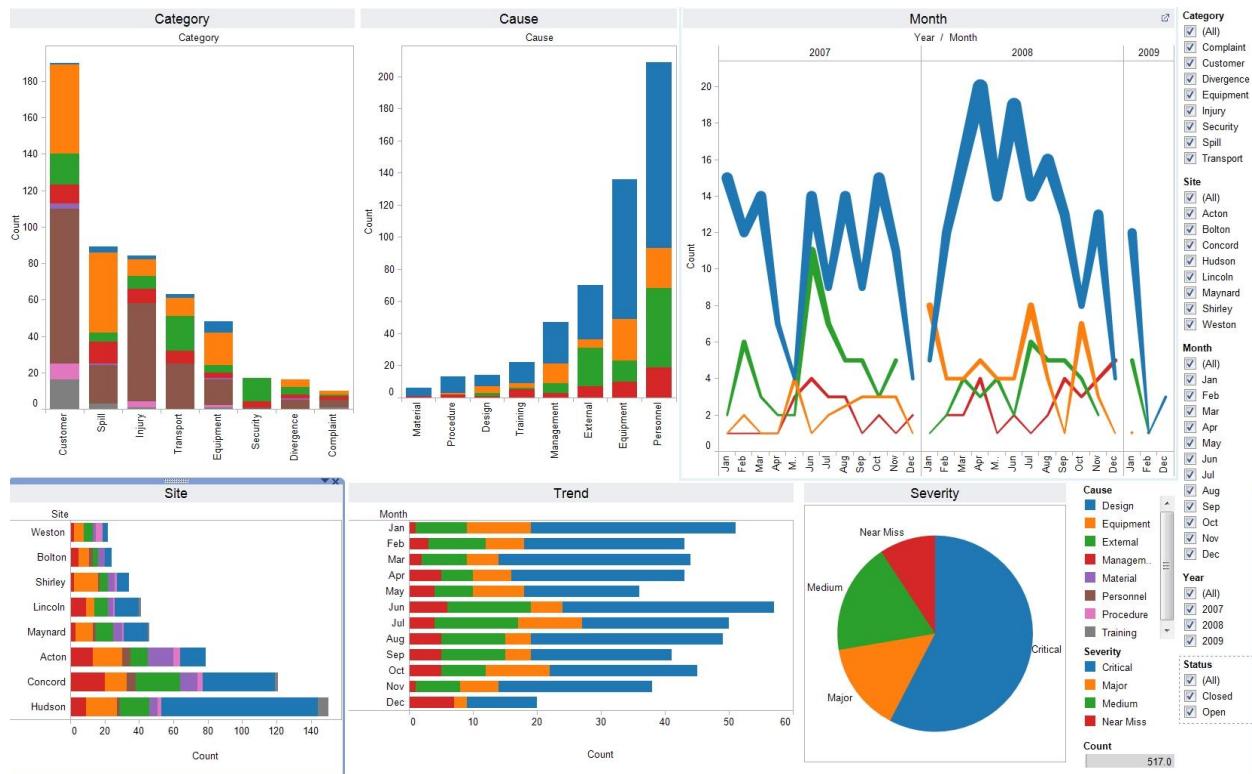 Category
Category
180
160
140
120
100
80
60
40
20
0
Count
Customer
Spill
Injury
Transport
Equipment
Security
Divergence
Complaint
Cause
Cause
200
180
160
140
120
100
80
60
40
20
0
Count
Material
Procedure
Design
Training
Management
External
Equipment
Personnel
Month
Year / Month
2007 2008 2009
20
18
16
14
12
10
8
6
4
2
0
Count
Jan Feb Mar Apr M.. Jun Jul Aug Sep Oct Nov Dec Jan Feb Mar Apr M.. Jun Jul Aug Sep Oct Nov Dec Jan Feb Dec
Category
(All)
Complaint
Customer
Divergence
Equipment
Injury
Security
Spill
Transport
Site
(All)
Acton
Bolton
Concord
Hudson
Lincoln
Maynard
Shirley
Weston
Month
(All)
Jan
Feb
Mar
Apr
May
Jun
Jul
Aug
Sep
Oct
Nov
Dec
Year
(All)
2007
2008
2009
Status
(All)
Closed
Open
Site
Site
Weston
Bolton
Shirley
Lincoln
Maynard
Acton
Concord
Hudson
0 20 40 60 80 100 120 140
Count
Trend
Month
Jan
Feb
Mar
Apr
May
Jun
Jul
Aug
Sep
Oct
Nov
Dec
0 10 20 30 40 50 60
Count
Severity
Near Miss
Medium
Critical
Major
Cause
Design
Equipment
External
Managem..
Material
Personnel
Procedure
Training
Severity
Critical
Major
Medium
Near Miss
Count
517.0